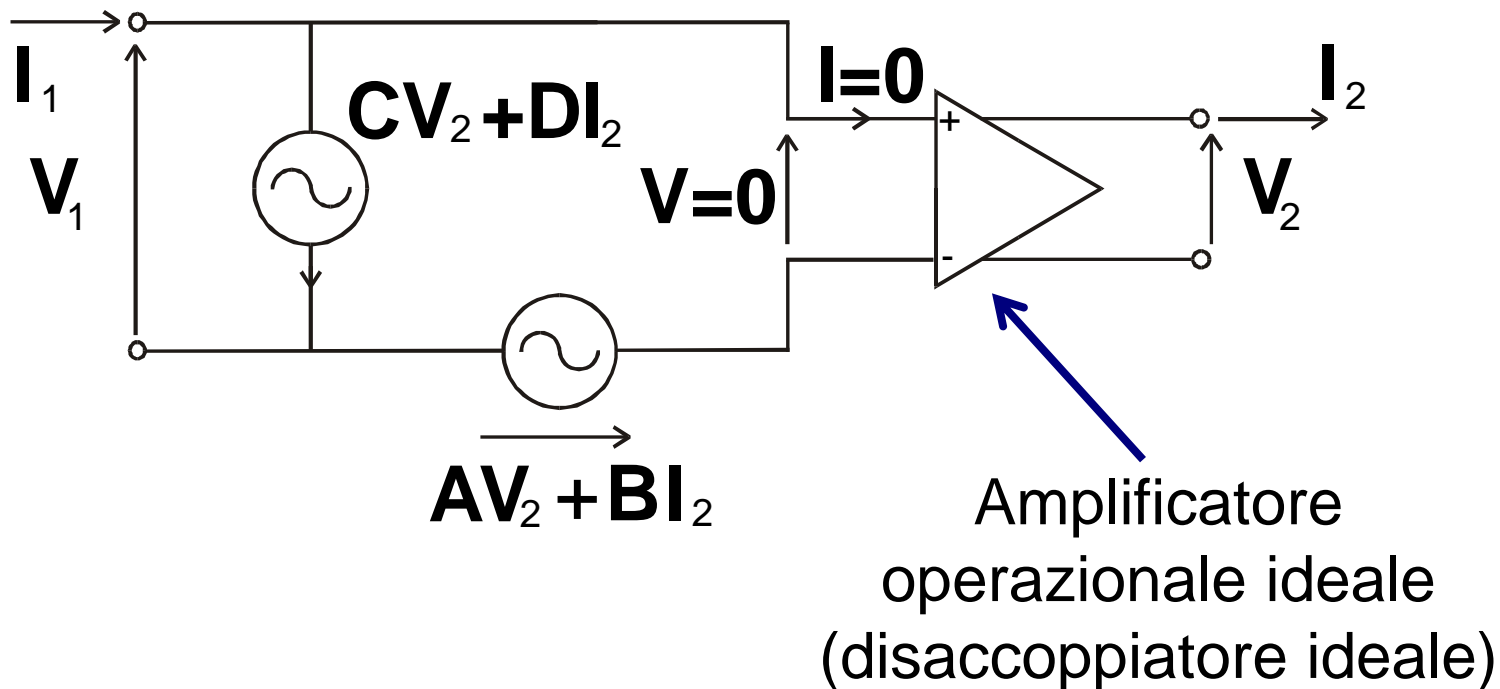 I₁
V₁
CV₂ +DI₂
I=0
V=0
+
-
I₂
V₂
AV₂ + BI₂
Amplificatore
operazionale ideale
(disaccoppiatore ideale)